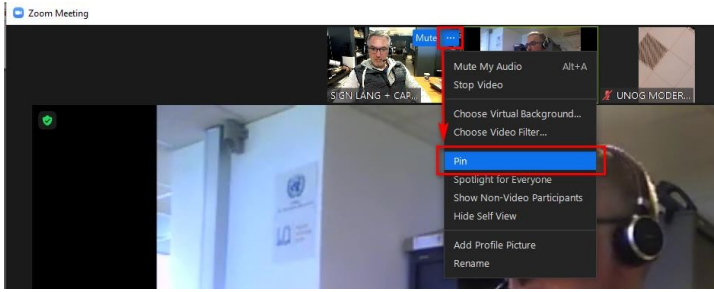 Zoom Meeting
Mute ...
SIGN LANG + CAP...
UNOG MODER...
Mute My Audio Alt+A
Stop Video
Choose Virtual Background...
Choose Video Filter...
Pin
Spotlight for Everyone
Show Non-Video Participants
Hide Self View
Add Profile Picture
Rename